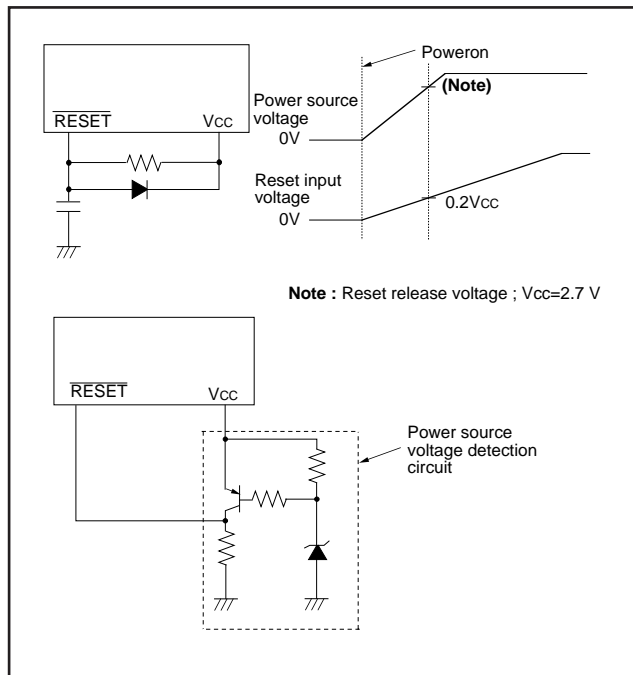 Poweron
RESET
VCC
Power source
voltage
0V
(Note)
Reset input
voltage
0V
0.2VCC
Note : Reset release voltage ; Vcc=2.7 V
RESET
VCC
Power source
voltage detection
circuit